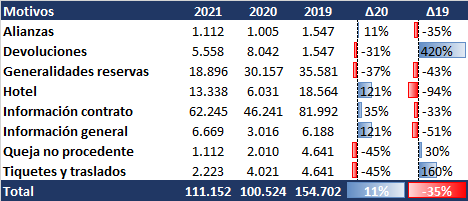 Motivos 2021 2020 2019 Δ20 Δ19
Alianzas 1.112 1.005 1.547 11% -35%
Devoluciones 5.558 8.042 1.547 -31% 420%
Generalidades reservas 18.896 30.157 35.581 -37% -43%
Hotel 13.338 6.031 18.564 121% -94%
Información contrato 62.245 46.241 81.992 35% -33%
Información general 6.669 3.016 6.188 121% -51%
Queja no procedente 1.112 2.010 4.641 -45% 30%
Tiquetes y traslados 2.223 4.021 4.641 -45% 160%
Total 111.152 100.524 154.702 11% -35%